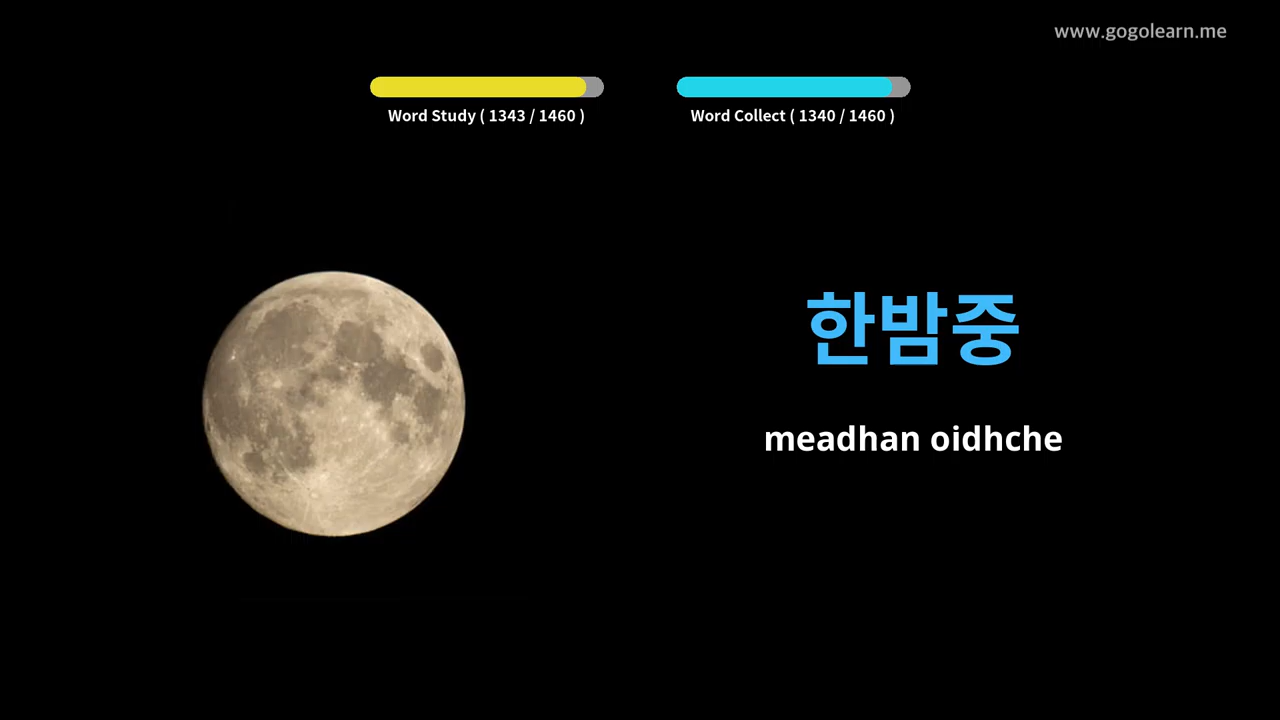 www.gogolearn.me
Word Study ( 1343 / 1460 )
Word Collect ( 1340 / 1460 )
한밤중
meadhan oidhche